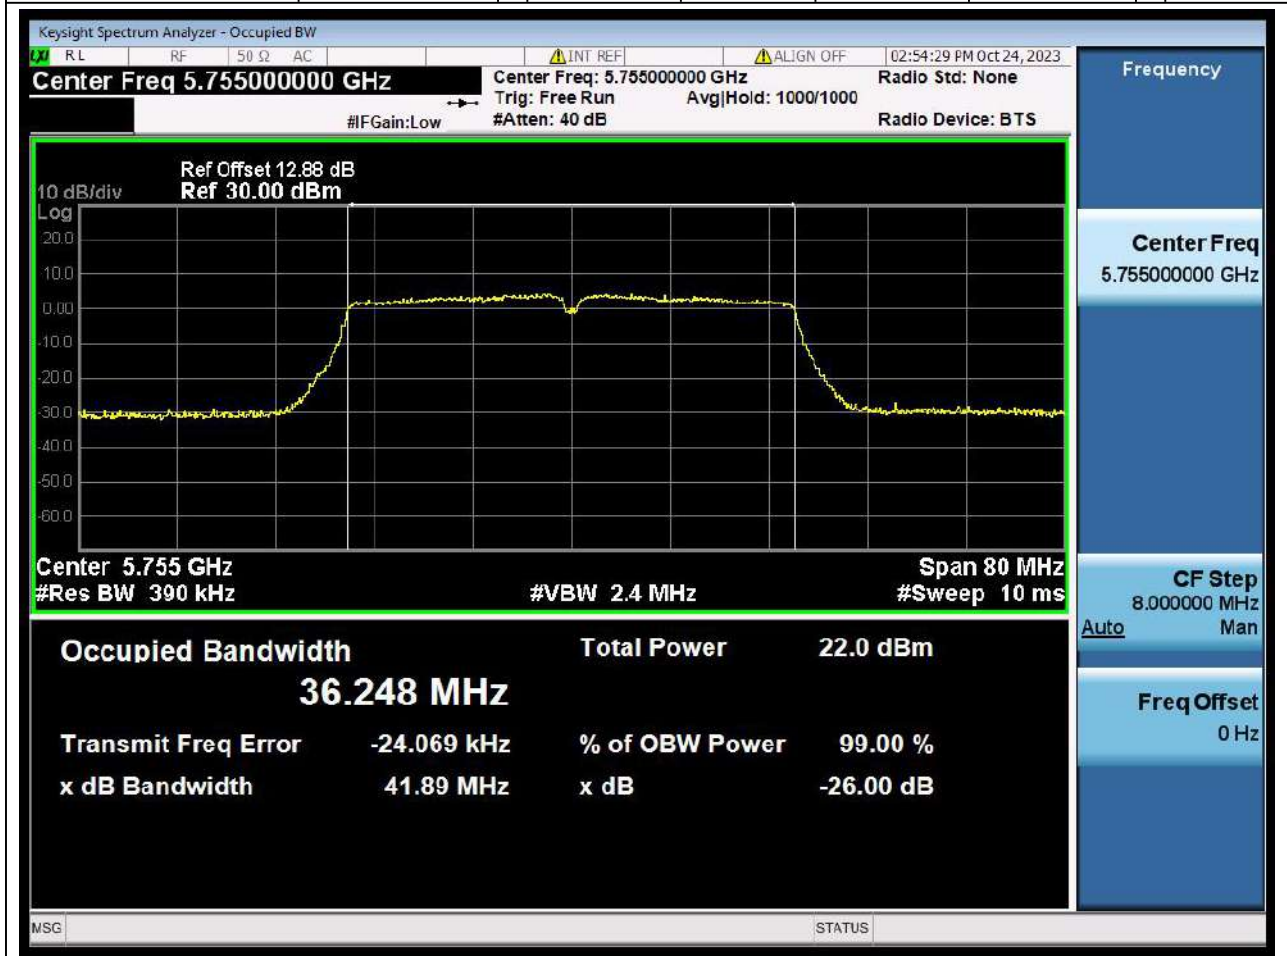 Keysight Spectrum Analyzer - Occupied BW
LXI RL RF 50 Ω AC INT REF ALIGN OFF 02:54:29 PM Oct 24, 2023
Center Freq 5.755000000 GHz
Center Freq: 5.755000000 GHz Radio Std: None
Trig: Free Run Avg|Hold: 1000/1000
#IFGain:Low #Atten: 40 dB Radio Device: BTS
Ref Offset 12.88 dB
10 dB/div Ref 30.00 dBm
Log
20.0
10.0
0.00
-10.0
-20.0
-30.0
-40.0
-50.0
-60.0
Center 5.755 GHz Span 80 MHz
#Res BW 390 kHz #VBW 2.4 MHz #Sweep 10 ms
Occupied Bandwidth Total Power 22.0 dBm
36.248 MHz
Transmit Freq Error -24.069 kHz % of OBW Power 99.00 %
x dB Bandwidth 41.89 MHz x dB -26.00 dB
MSG STATUS
Frequency
Center Freq
5.755000000 GHz
CF Step
8.000000 MHz
Auto Man
Freq Offset
0 Hz